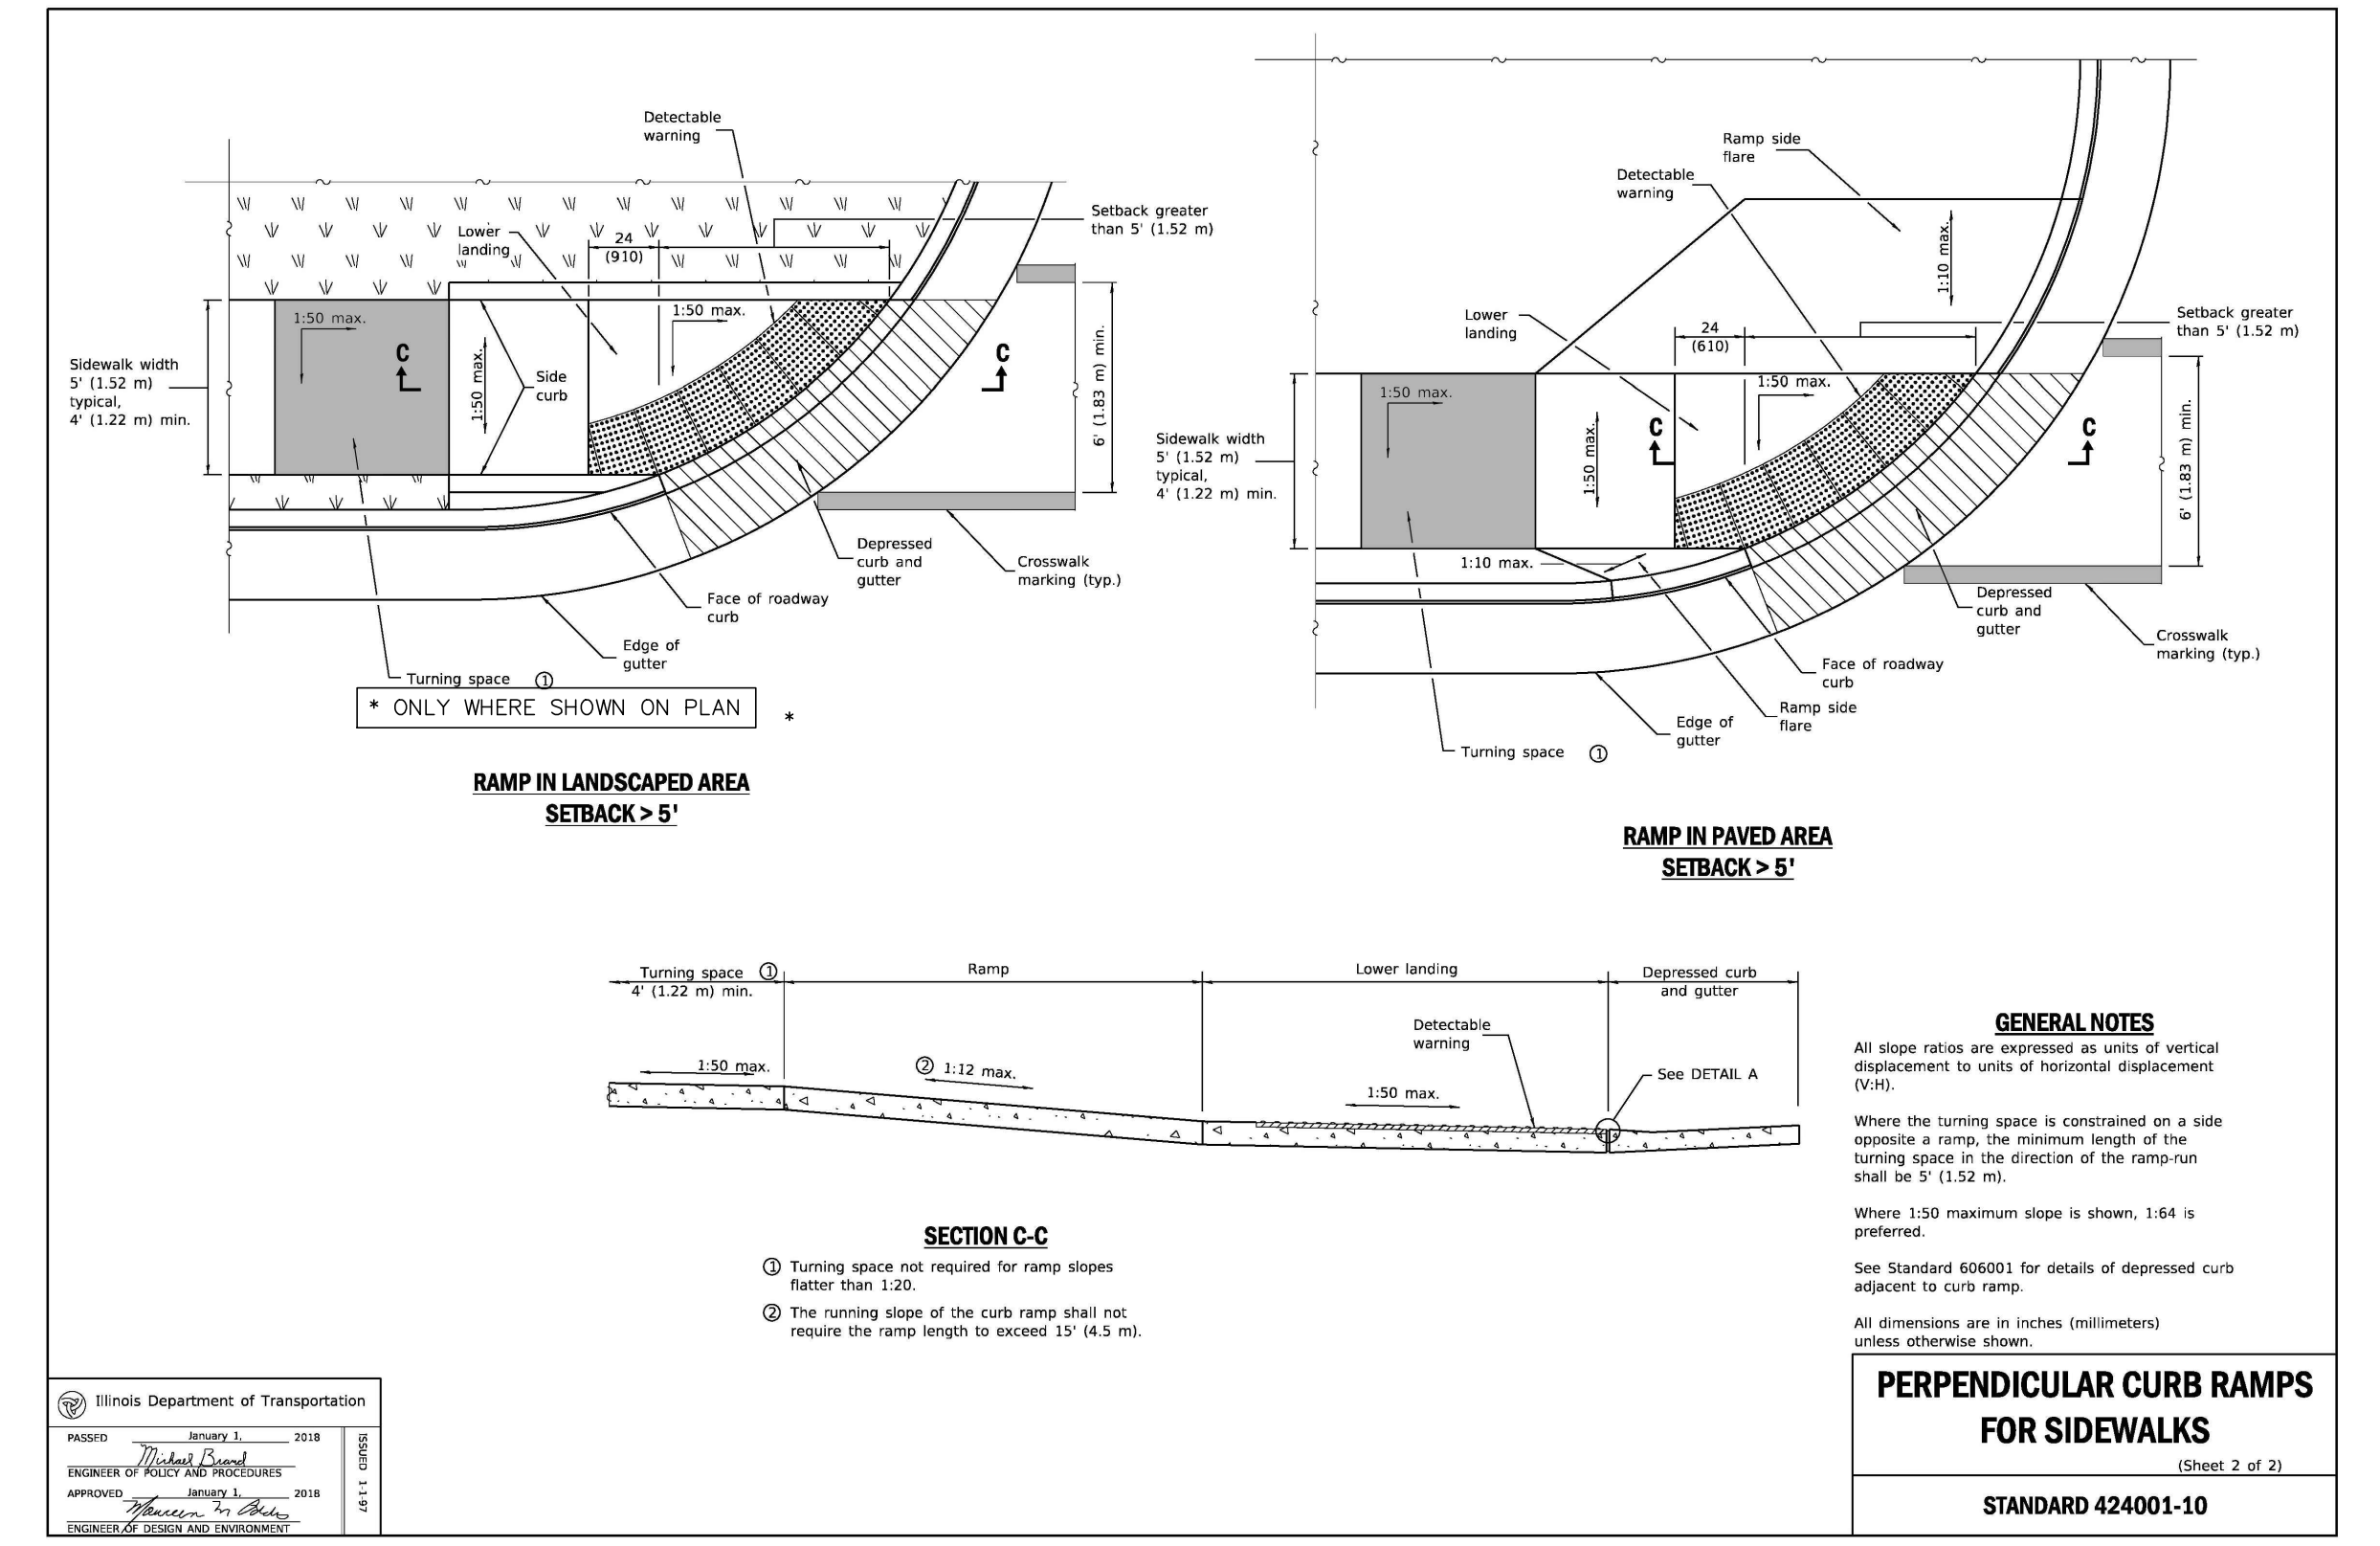 Detectable
warning
Lower
landing
24
(910)
Setback greater
than 5' (1.52 m)
1:50 max.
1:50 max.
C
C
1:50 max.
Side
curb
Sidewalk width
5' (1.52 m)
typical,
4' (1.22 m) min.
6' (1.83 m) min.
Depressed
curb and
gutter
Crosswalk
marking (typ.)
Face of roadway
curb
Edge of
gutter
Turning space 1
* ONLY WHERE SHOWN ON PLAN
*
RAMP IN LANDSCAPED AREA
SETBACK > 5'
Ramp side
flare
Detectable
warning
1:10 max.
Lower
landing
24
(610)
Setback greater
than 5' (1.52 m)
1:50 max.
1:50 max.
C
C
1:50 max.
Sidewalk width
5' (1.52 m)
typical,
4' (1.22 m) min.
6' (1.83 m) min.
1:10 max.
Depressed
curb and
gutter
Crosswalk
marking (typ.)
Face of roadway
curb
Ramp side
flare
Edge of
gutter
Turning space 1
RAMP IN PAVED AREA
SETBACK > 5'
Turning space 1
4' (1.22 m) min.
Ramp
Lower landing
Depressed curb
and gutter
Detectable
warning
1:50 max.
2 1:12 max.
1:50 max.
See DETAIL A
SECTION C-C
1 Turning space not required for ramp slopes
flatter than 1:20.
2 The running slope of the curb ramp shall not
require the ramp length to exceed 15' (4.5 m).
GENERAL NOTES
All slope ratios are expressed as units of vertical
displacement to units of horizontal displacement
(V:H).
Where the turning space is constrained on a side
opposite a ramp, the minimum length of the
turning space in the direction of the ramp-run
shall be 5' (1.52 m).
Where 1:50 maximum slope is shown, 1:64 is
preferred.
See Standard 606001 for details of depressed curb
adjacent to curb ramp.
All dimensions are in inches (millimeters)
unless otherwise shown.
Illinois Department of Transportation
PASSED January 1, 2018
Michael Brand
ENGINEER OF POLICY AND PROCEDURES
APPROVED January 1, 2018
Maureen M
ENGINEER OF DESIGN AND ENVIRONMENT
ISSUED 1-1-97
PERPENDICULAR CURB RAMPS
FOR SIDEWALKS
(Sheet 2 of 2)
STANDARD 424001-10